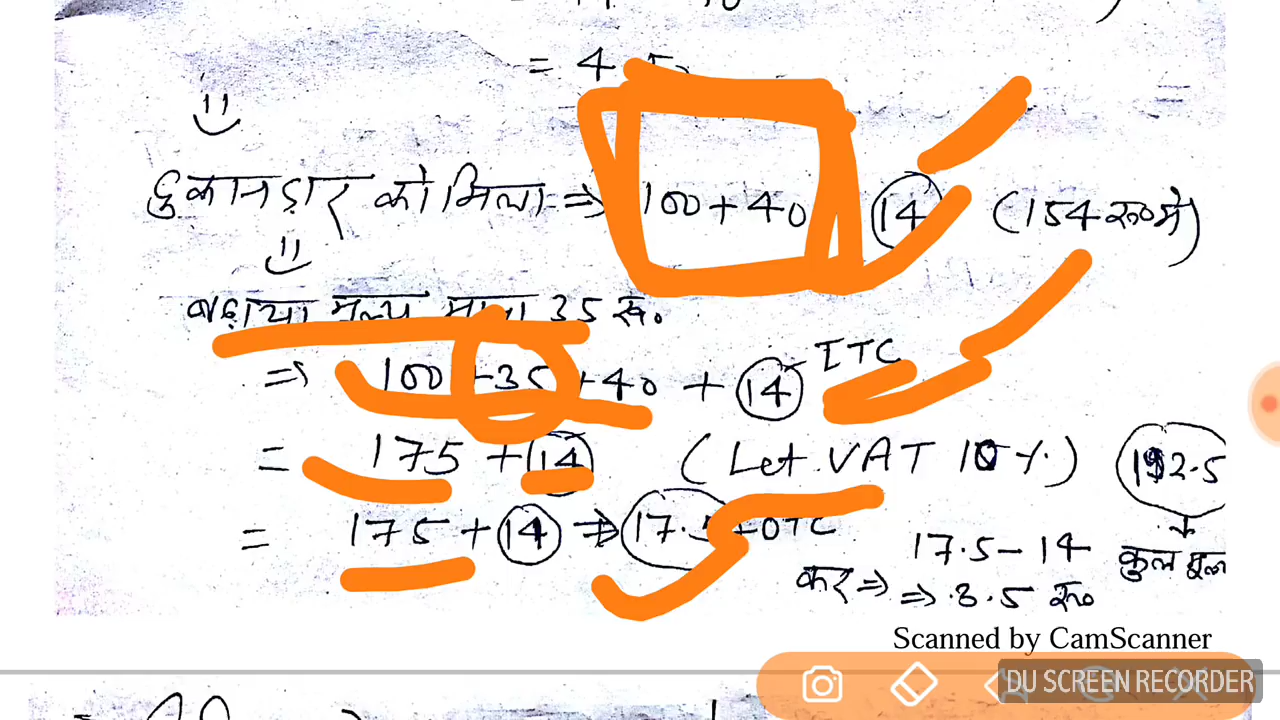 = 4.5
दुकानदार को मिला ⇒ 100 + 40 14 (154 रू० में)
बढ़ाया मूल्य माना 35 रू.
⇒ 100 + 35 + 40 + 14 ITC
= 175 + 14 (Let VAT 10%) 192.5
= 175 + 14 ⇒ 17.5 OTC 17.5 - 14 कुल
कर ⇒ ⇒ 3.5 रू०
Scanned by CamScanner
DU SCREEN RECORDER